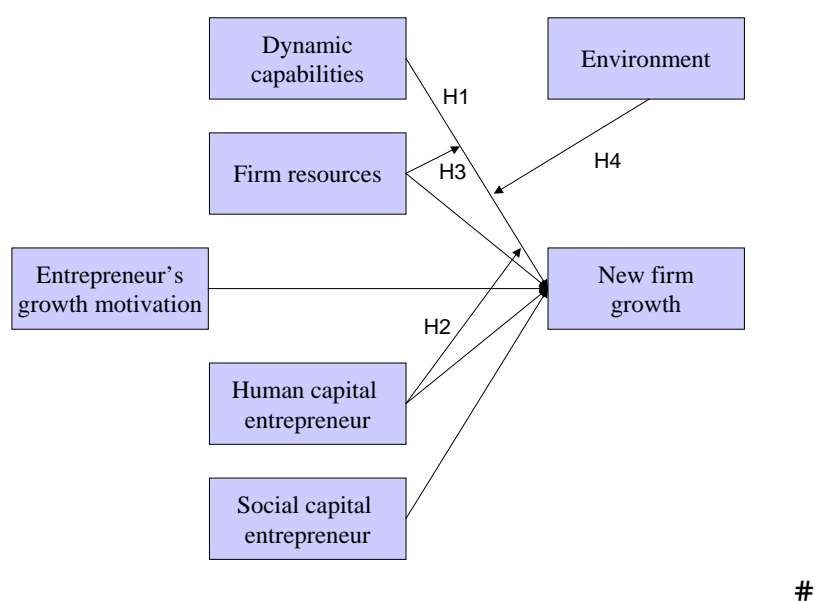 Dynamic
capabilities
Environment
H1
Firm resources
H3
H4
Entrepreneur’s
growth motivation
New firm
growth
H2
Human capital
entrepreneur
Social capital
entrepreneur
#